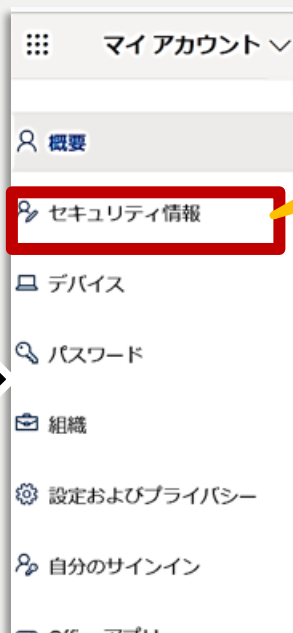 マイ アカウント
概要
セキュリティ情報
デバイス
パスワード
組織
設定およびプライバシー
自分のサインイン